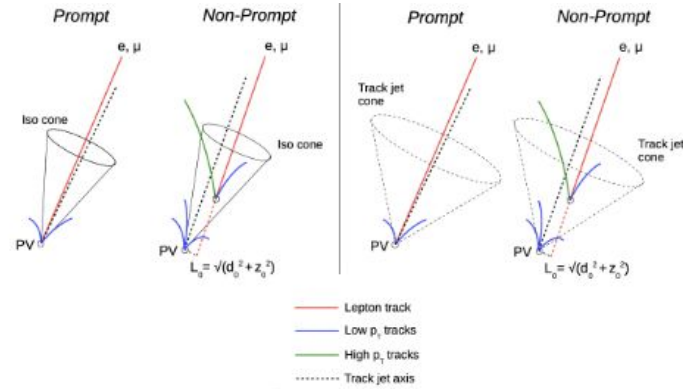 Prompt
Non-Prompt
Prompt
Non-Prompt
e, μ
e, μ
e, μ
e, μ
Iso cone
Iso cone
Track jet
cone
Track jet
cone
PV
PV
PV
PV
L₀ = √(d₀² + z₀²)
L₀ = √(d₀² + z₀²)
Lepton track
Low pT tracks
High pT tracks
Track jet axis